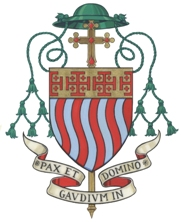 PAX ET DOMINO
GAVDIVM IN